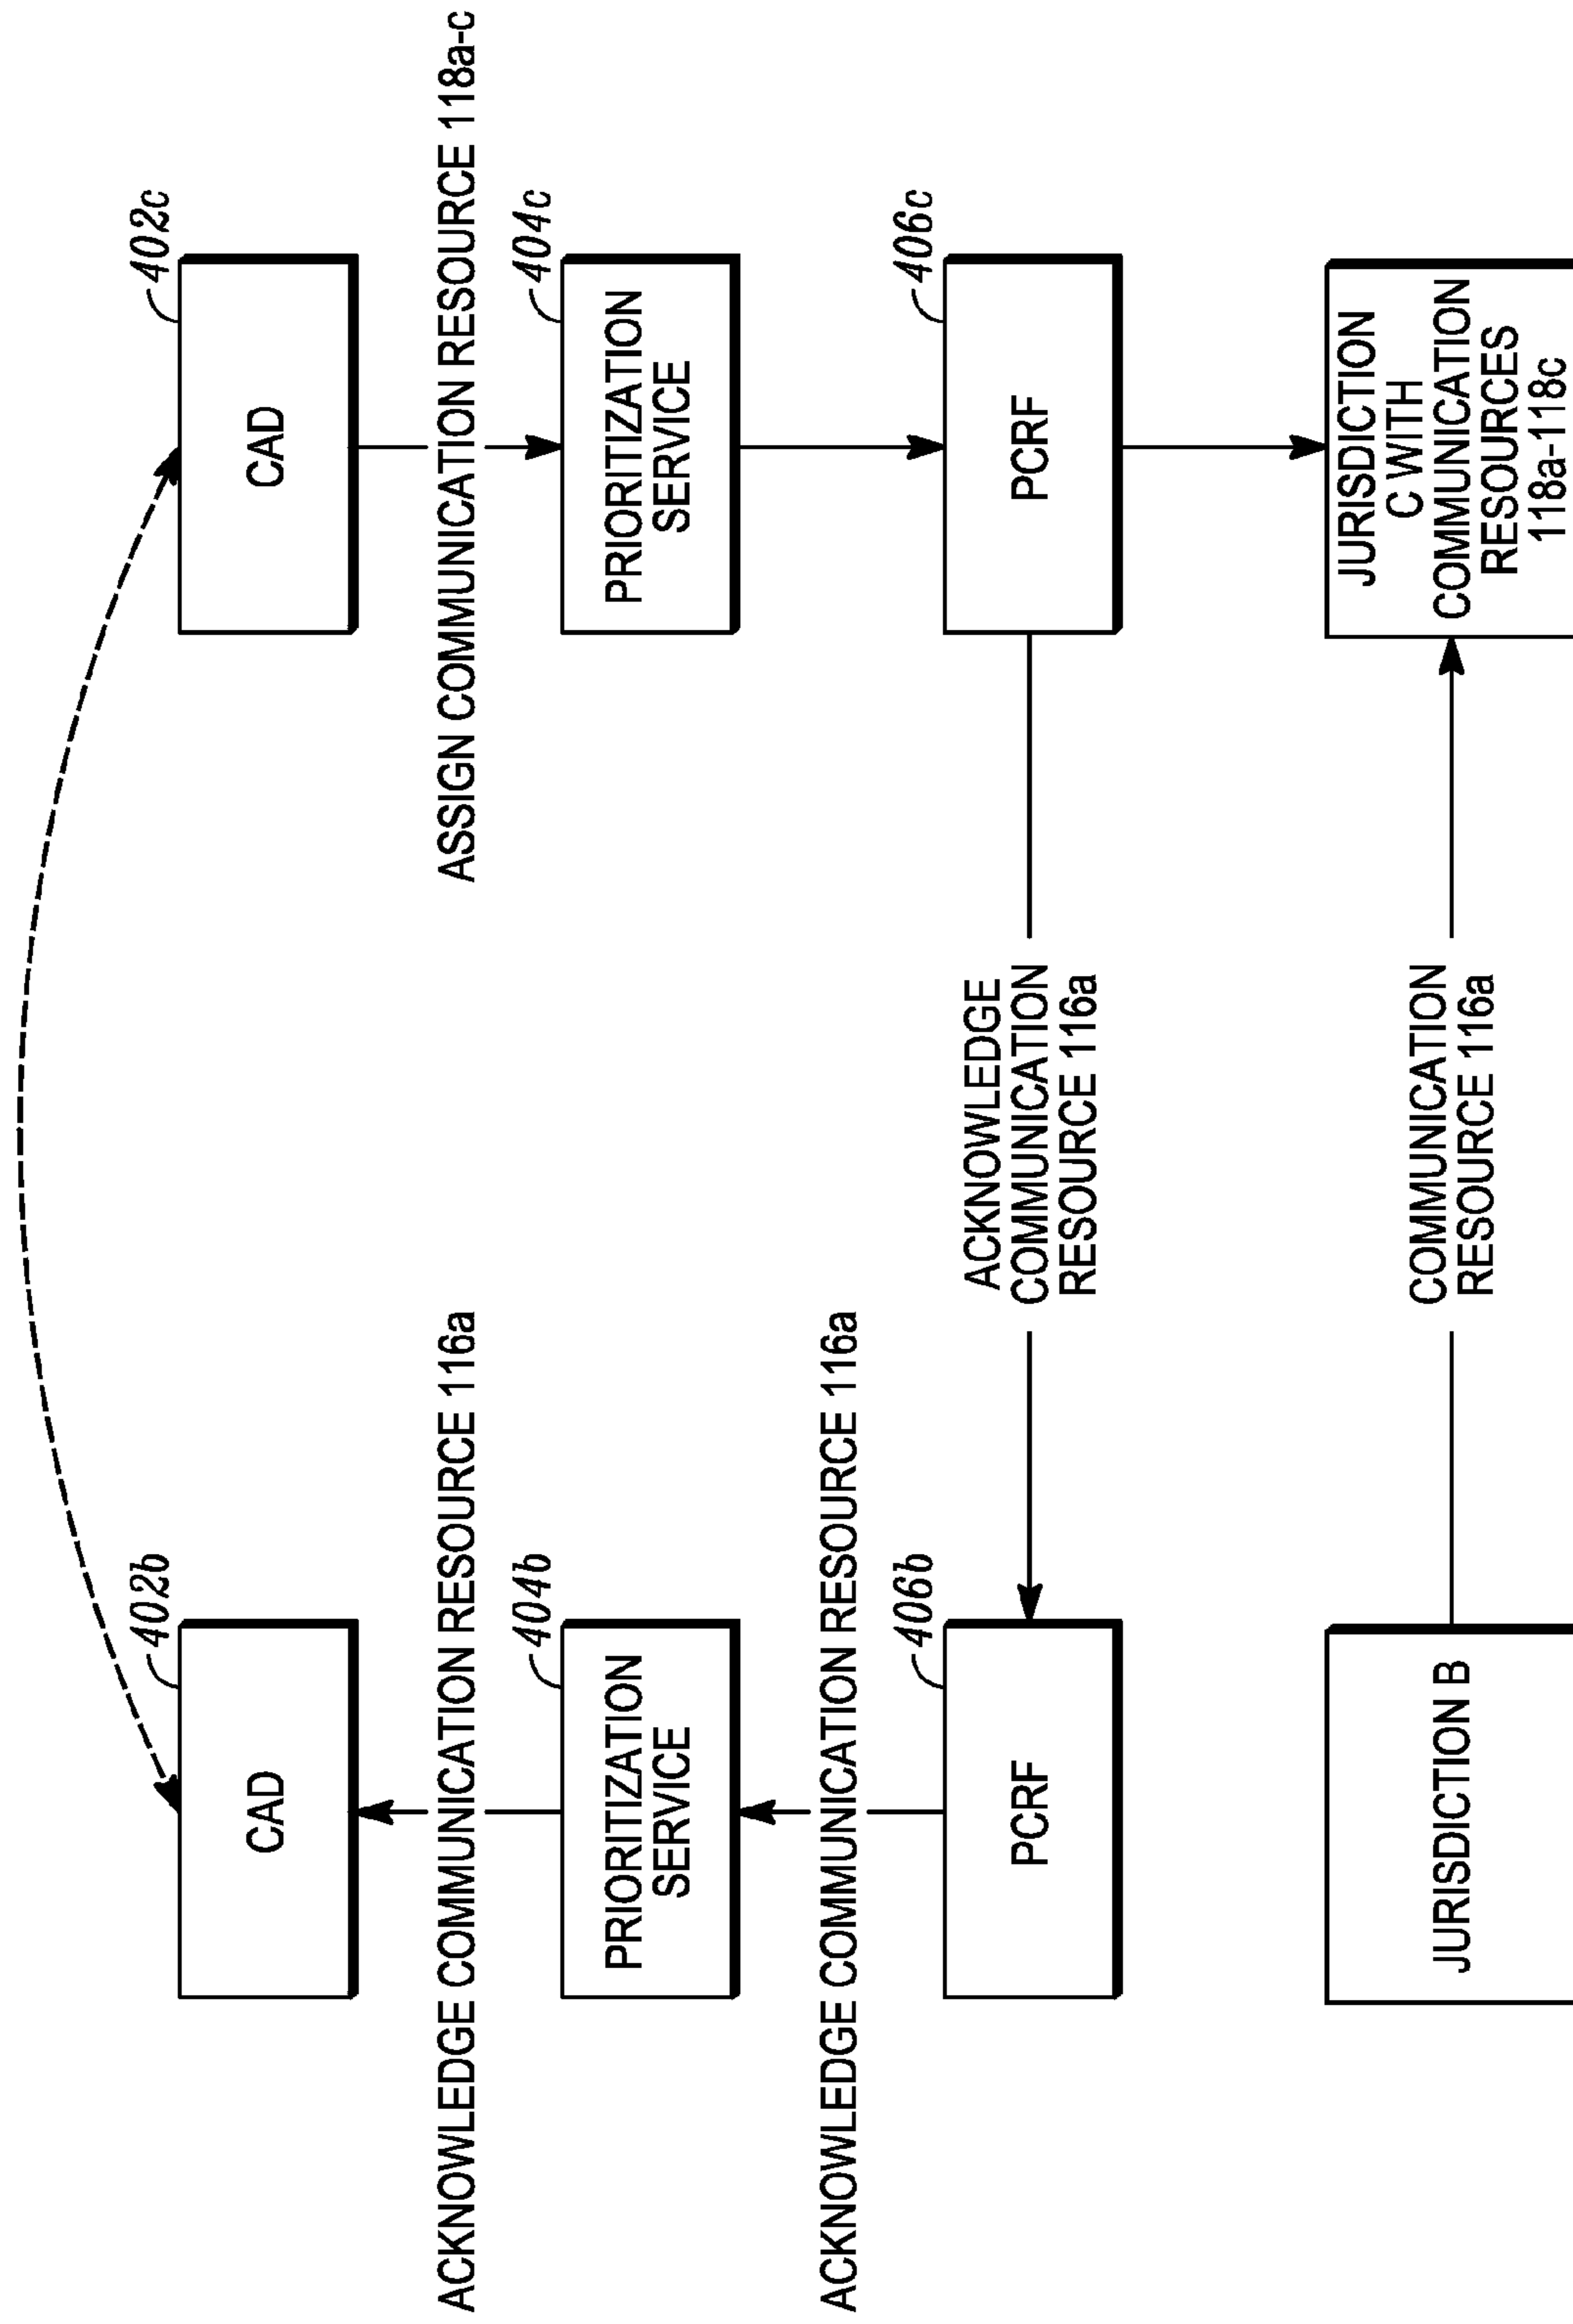 402b
402c
CAD
CAD
ACKNOWLEDGE COMMUNICATION RESOURCE 116a
ASSIGN COMMUNICATION RESOURCE 118a-c
404b
404c
PRIORITIZATION
SERVICE
PRIORITIZATION
SERVICE
ACKNOWLEDGE COMMUNICATION RESOURCE 116a
406b
406c
PCRF
ACKNOWLEDGE
COMMUNICATION
RESOURCE 116a
PCRF
JURISDICTION B
COMMUNICATION
RESOURCE 116a
JURISDICTION
C WITH
COMMUNICATION
RESOURCES
118a-118c